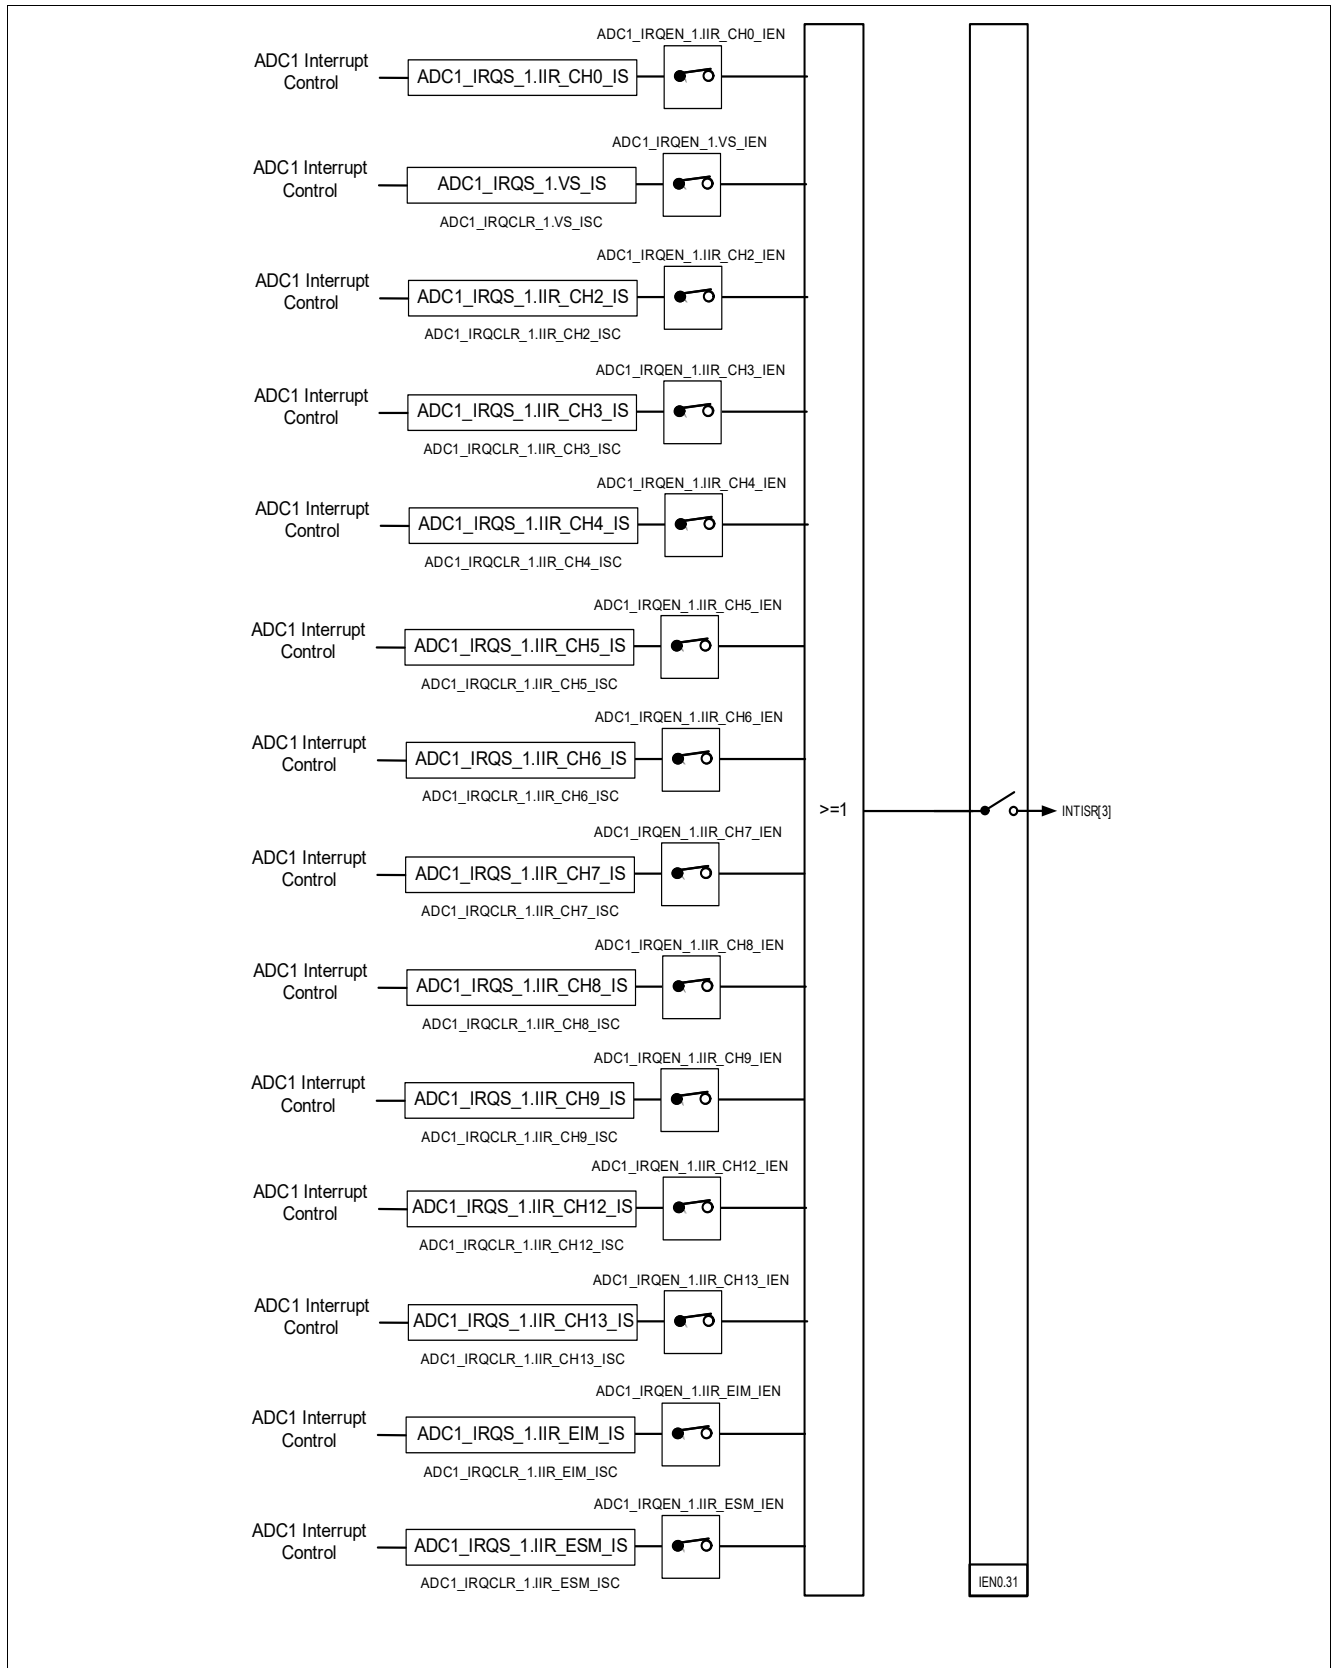 ADC1_IRQEN_1.IIR_CH0_IEN
ADC1 Interrupt
Control
ADC1_IRQS_1.IIR_CH0_IS
ADC1_IRQEN_1.VS_IEN
ADC1 Interrupt
Control
ADC1_IRQS_1.VS_IS
ADC1_IRQCLR_1.VS_ISC
ADC1_IRQEN_1.IIR_CH2_IEN
ADC1 Interrupt
Control
ADC1_IRQS_1.IIR_CH2_IS
ADC1_IRQCLR_1.IIR_CH2_ISC
ADC1_IRQEN_1.IIR_CH3_IEN
ADC1 Interrupt
Control
ADC1_IRQS_1.IIR_CH3_IS
ADC1_IRQCLR_1.IIR_CH3_ISC
ADC1_IRQEN_1.IIR_CH4_IEN
ADC1 Interrupt
Control
ADC1_IRQS_1.IIR_CH4_IS
ADC1_IRQCLR_1.IIR_CH4_ISC
ADC1_IRQEN_1.IIR_CH5_IEN
ADC1 Interrupt
Control
ADC1_IRQS_1.IIR_CH5_IS
ADC1_IRQCLR_1.IIR_CH5_ISC
ADC1_IRQEN_1.IIR_CH6_IEN
ADC1 Interrupt
Control
ADC1_IRQS_1.IIR_CH6_IS
ADC1_IRQCLR_1.IIR_CH6_ISC
>=1
INTISR[3]
ADC1_IRQEN_1.IIR_CH7_IEN
ADC1 Interrupt
Control
ADC1_IRQS_1.IIR_CH7_IS
ADC1_IRQCLR_1.IIR_CH7_ISC
ADC1_IRQEN_1.IIR_CH8_IEN
ADC1 Interrupt
Control
ADC1_IRQS_1.IIR_CH8_IS
ADC1_IRQCLR_1.IIR_CH8_ISC
ADC1_IRQEN_1.IIR_CH9_IEN
ADC1 Interrupt
Control
ADC1_IRQS_1.IIR_CH9_IS
ADC1_IRQCLR_1.IIR_CH9_ISC
ADC1_IRQEN_1.IIR_CH12_IEN
ADC1 Interrupt
Control
ADC1_IRQS_1.IIR_CH12_IS
ADC1_IRQCLR_1.IIR_CH12_ISC
ADC1_IRQEN_1.IIR_CH13_IEN
ADC1 Interrupt
Control
ADC1_IRQS_1.IIR_CH13_IS
ADC1_IRQCLR_1.IIR_CH13_ISC
ADC1_IRQEN_1.IIR_EIM_IEN
ADC1 Interrupt
Control
ADC1_IRQS_1.IIR_EIM_IS
ADC1_IRQCLR_1.IIR_EIM_ISC
ADC1_IRQEN_1.IIR_ESM_IEN
ADC1 Interrupt
Control
ADC1_IRQS_1.IIR_ESM_IS
ADC1_IRQCLR_1.IIR_ESM_ISC
IEN0.31